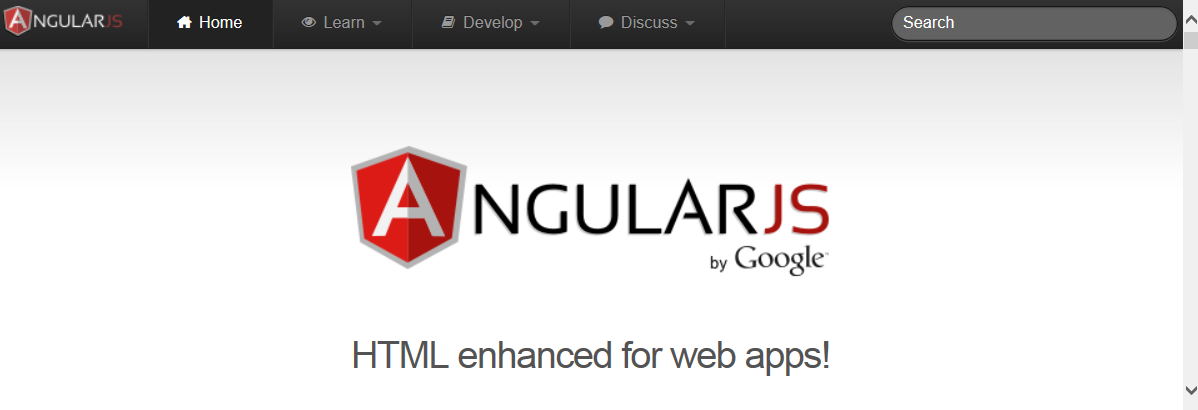 ANGULARJS Home Learn Develop Discuss Search
ANGULARJS
by Google
HTML enhanced for web apps!